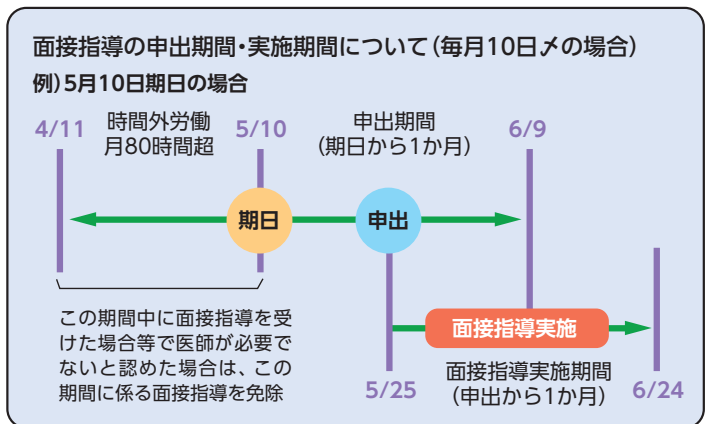 面接指導の申出期間・実施期間について（毎月10日〆の場合）
例）5月10日期日の場合
4/11
時間外労働
月80時間超
5/10
申出期間
（期日から1か月）
6/9
期日
申出
この期間中に面接指導を受
けた場合等で医師が必要で
ないと認めた場合は、この
期間に係る面接指導を免除
面接指導実施
5/25
面接指導実施期間
（申出から1か月）
6/24